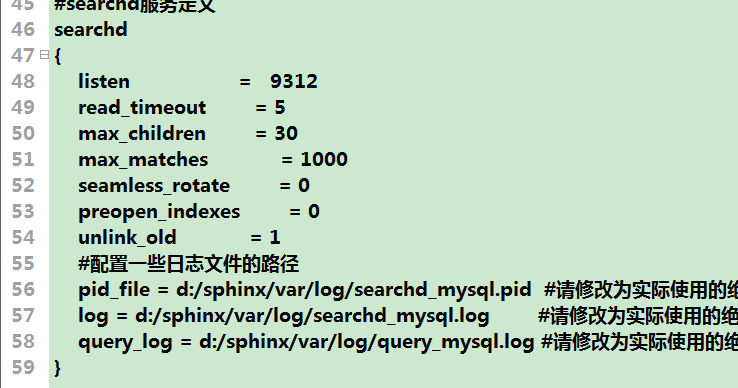 45 #searchd服务定义
46 searchd
47 {
48 listen = 9312
49 read_timeout = 5
50 max_children = 30
51 max_matches = 1000
52 seamless_rotate = 0
53 preopen_indexes = 0
54 unlink_old = 1
55 #配置一些日志文件的路径
56 pid_file = d:/sphinx/var/log/searchd_mysql.pid #请修改为实际使用的绝
57 log = d:/sphinx/var/log/searchd_mysql.log #请修改为实际使用的绝
58 query_log = d:/sphinx/var/log/query_mysql.log #请修改为实际使用的绝
59 }